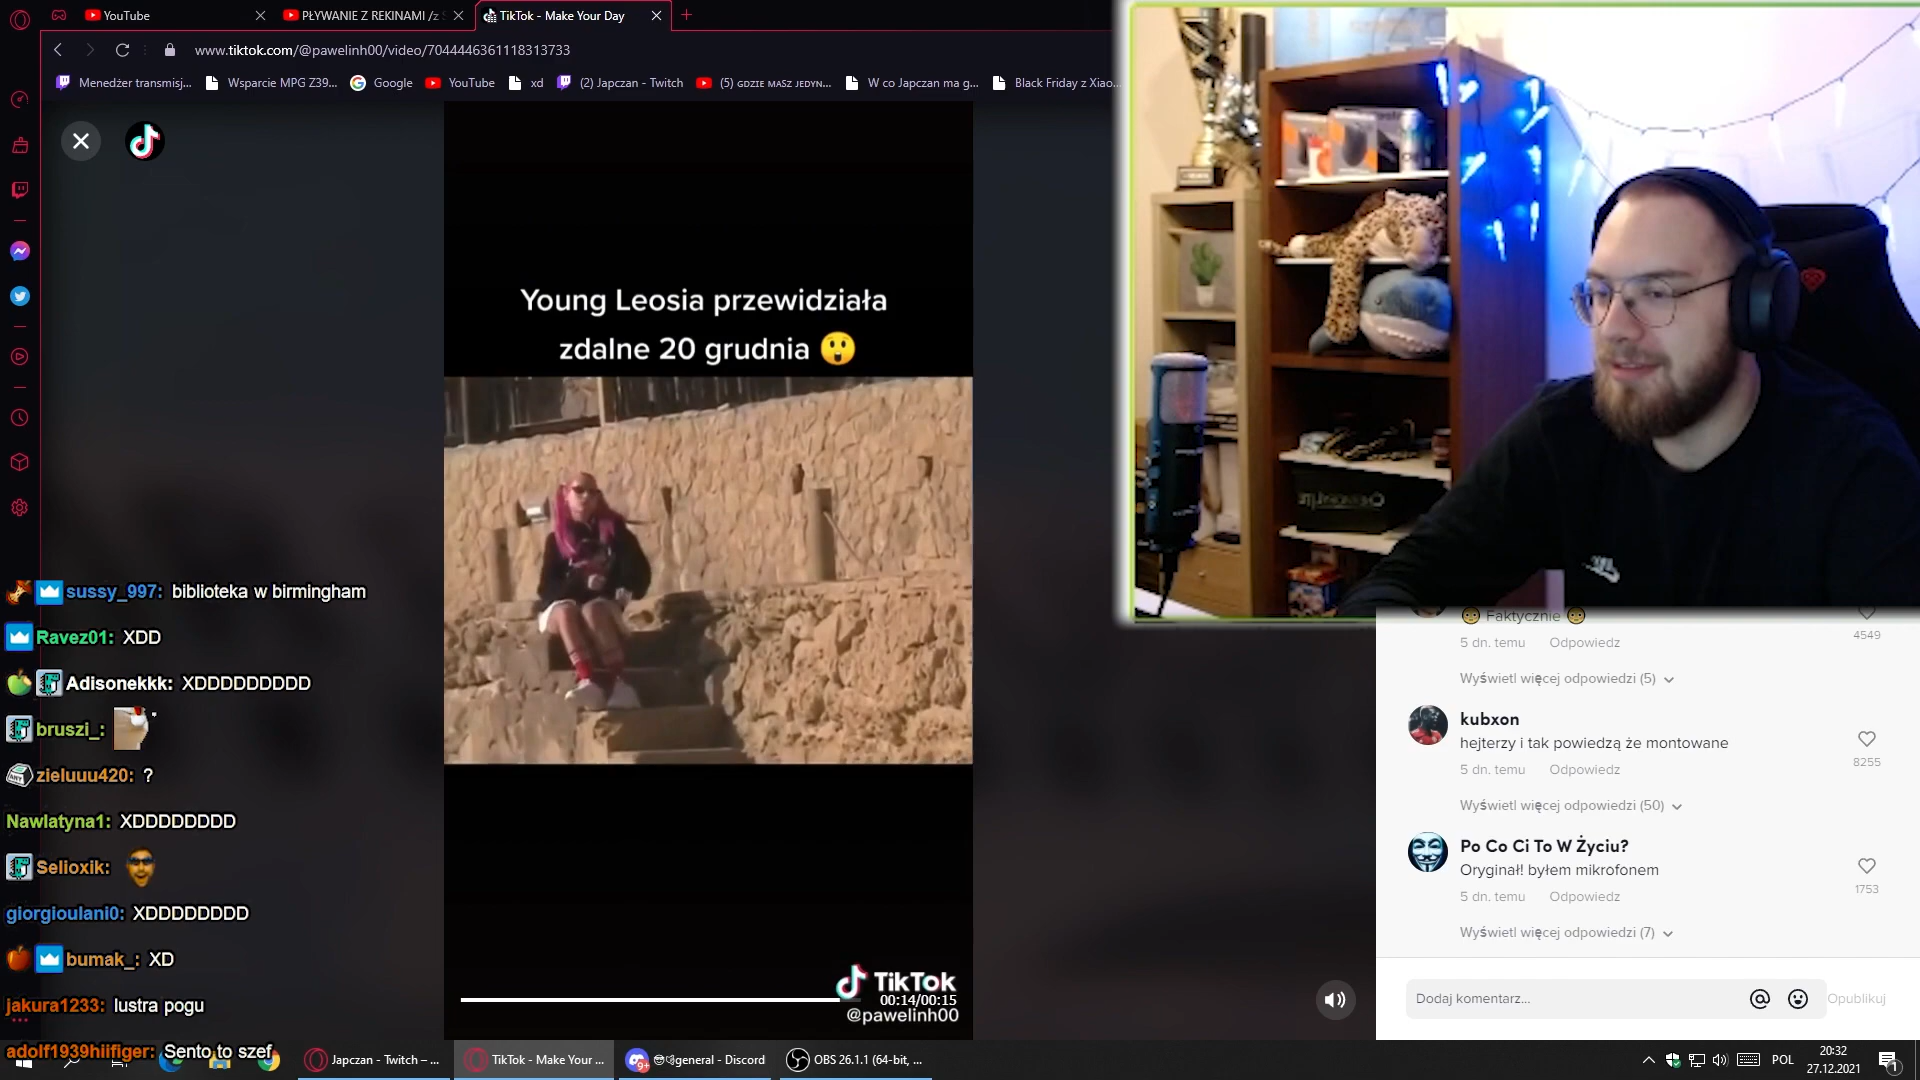 YouTube
PŁYWANIE Z REKINAMI /z S
TikTok - Make Your Day
www.tiktok.com/@pawelinh00/video/7044446361118313733
Menedżer transmisj...
Wsparcie MPG Z39...
Google
YouTube
xd
(2) Japczan - Twitch
(5) GDZIE MASZ JEDYN...
W co Japczan ma g...
Black Friday z Xiao...
Young Leosia przewidziała
zdalne 20 grudnia 😲
sussy_997: biblioteka w birmingham
Ravez01: XDD
Adisonekkk: XDDDDDDDDD
bruszi_:
zieluuu420: ?
Nawlatyna1: XDDDDDDDD
Selioxik:
giorgioulani0: XDDDDDDDD
bumak_: XD
jakura1233: lustra pogu
adolf1939hiifiger: Sento to szef
TikTok
00:14/00:15
@pawelinh00
Faktycznie
4549
5 dn. temu Odpowiedz
Wyświetl więcej odpowiedzi (5)
kubxon
hejterzy i tak powiedzą że montowane
8255
5 dn. temu Odpowiedz
Wyświetl więcej odpowiedzi (50)
Po Co Ci To W Życiu?
Oryginał! byłem mikrofonem
1753
5 dn. temu Odpowiedz
Wyświetl więcej odpowiedzi (7)
Dodaj komentarz...
Opublikuj
Japczan - Twitch – ...
TikTok - Make Your ...
general - Discord
OBS 26.1.1 (64-bit, ...
POL
20:32
27.12.2021